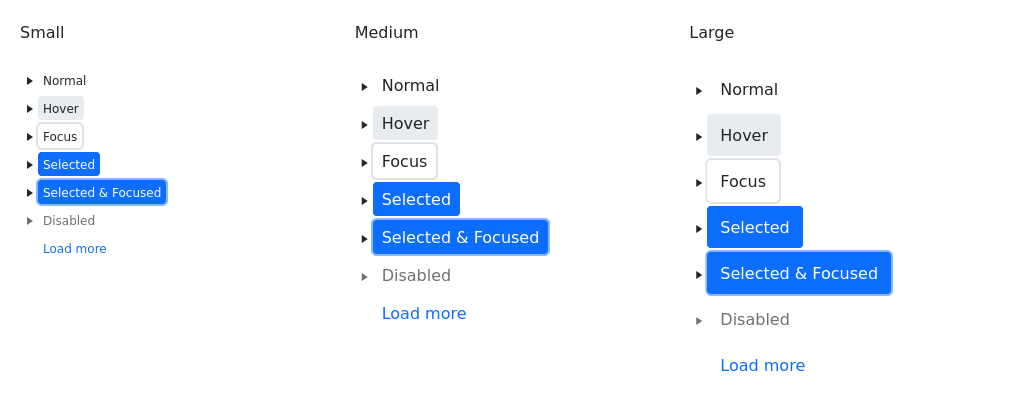 Small
Normal
Hover
Focus
Selected
Selected & Focused
Disabled
Load more
Medium
Normal
Hover
Focus
Selected
Selected & Focused
Disabled
Load more
Large
Normal
Hover
Focus
Selected
Selected & Focused
Disabled
Load more